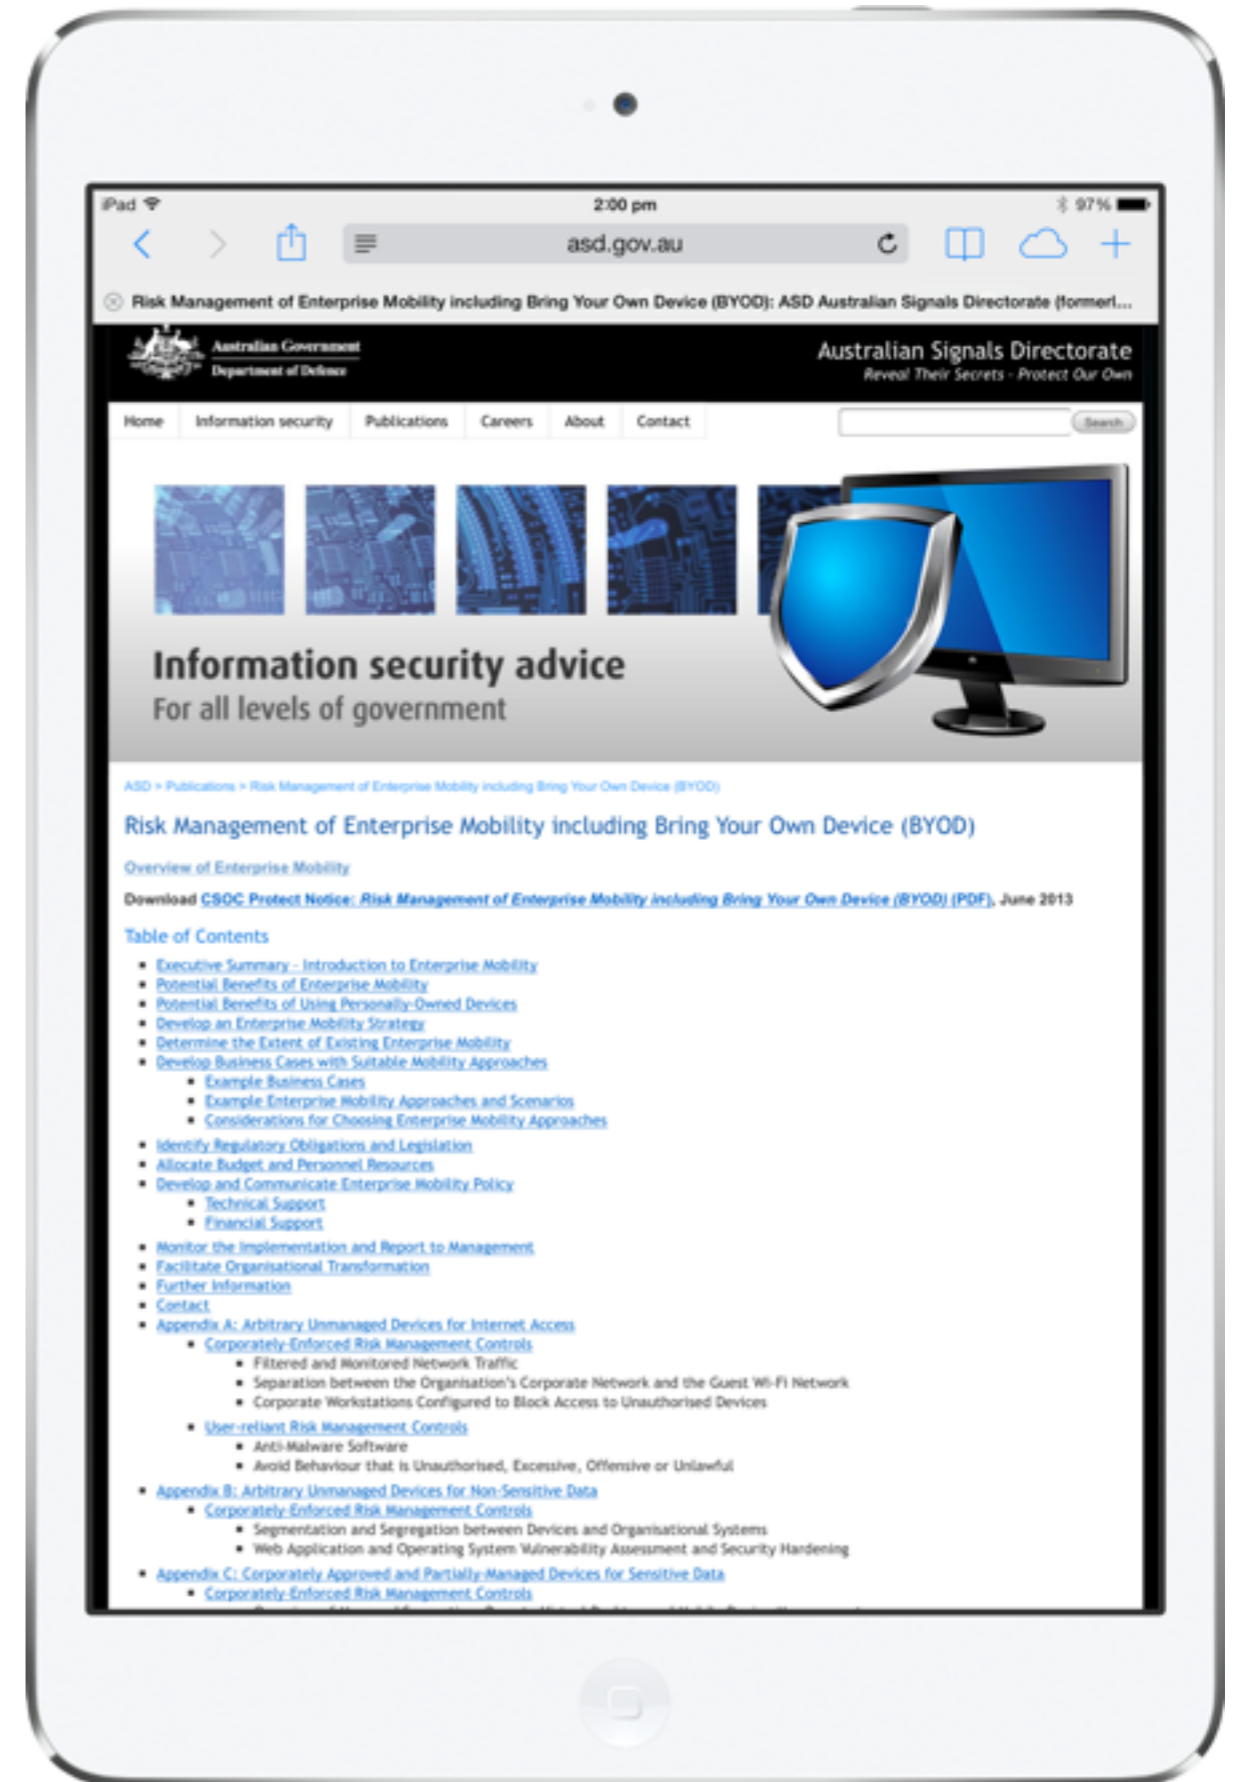 iPad 2:00 pm 97%
asd.gov.au
Risk Management of Enterprise Mobility including Bring Your Own Device (BYOD): ASD Australian Signals Directorate (formerl...
Australian Government
Department of Defence
Australian Signals Directorate
Reveal Their Secrets - Protect Our Own
Home Information security Publications Careers About Contact Search
Information security advice
For all levels of government
ASD > Publications > Risk Management of Enterprise Mobility including Bring Your Own Device (BYOD)
Risk Management of Enterprise Mobility including Bring Your Own Device (BYOD)
Overview of Enterprise Mobility
Download CSOC Protect Notice: Risk Management of Enterprise Mobility including Bring Your Own Device (BYOD) (PDF), June 2013
Table of Contents
Executive Summary - Introduction to Enterprise Mobility
Potential Benefits of Enterprise Mobility
Potential Benefits of Using Personally-Owned Devices
Develop an Enterprise Mobility Strategy
Determine the Extent of Existing Enterprise Mobility
Develop Business Cases with Suitable Mobility Approaches
Example Business Cases
Example Enterprise Mobility Approaches and Scenarios
Considerations for Choosing Enterprise Mobility Approaches
Identify Regulatory Obligations and Legislation
Allocate Budget and Personnel Resources
Develop and Communicate Enterprise Mobility Policy
Technical Support
Financial Support
Monitor the Implementation and Report to Management
Facilitate Organisational Transformation
Further Information
Contact
Appendix A: Arbitrary Unmanaged Devices for Internet Access
Corporately-Enforced Risk Management Controls
Filtered and Monitored Network Traffic
Separation between the Organisation's Corporate Network and the Guest Wi-Fi Network
Corporate Workstations Configured to Block Access to Unauthorised Devices
User-reliant Risk Management Controls
Anti-Malware Software
Avoid Behaviour that is Unauthorised, Excessive, Offensive or Unlawful
Appendix B: Arbitrary Unmanaged Devices for Non-Sensitive Data
Corporately-Enforced Risk Management Controls
Segmentation and Segregation between Devices and Organisational Systems
Web Application and Operating System Vulnerability Assessment and Security Hardening
Appendix C: Corporately Approved and Partially-Managed Devices for Sensitive Data
Corporately-Enforced Risk Management Controls